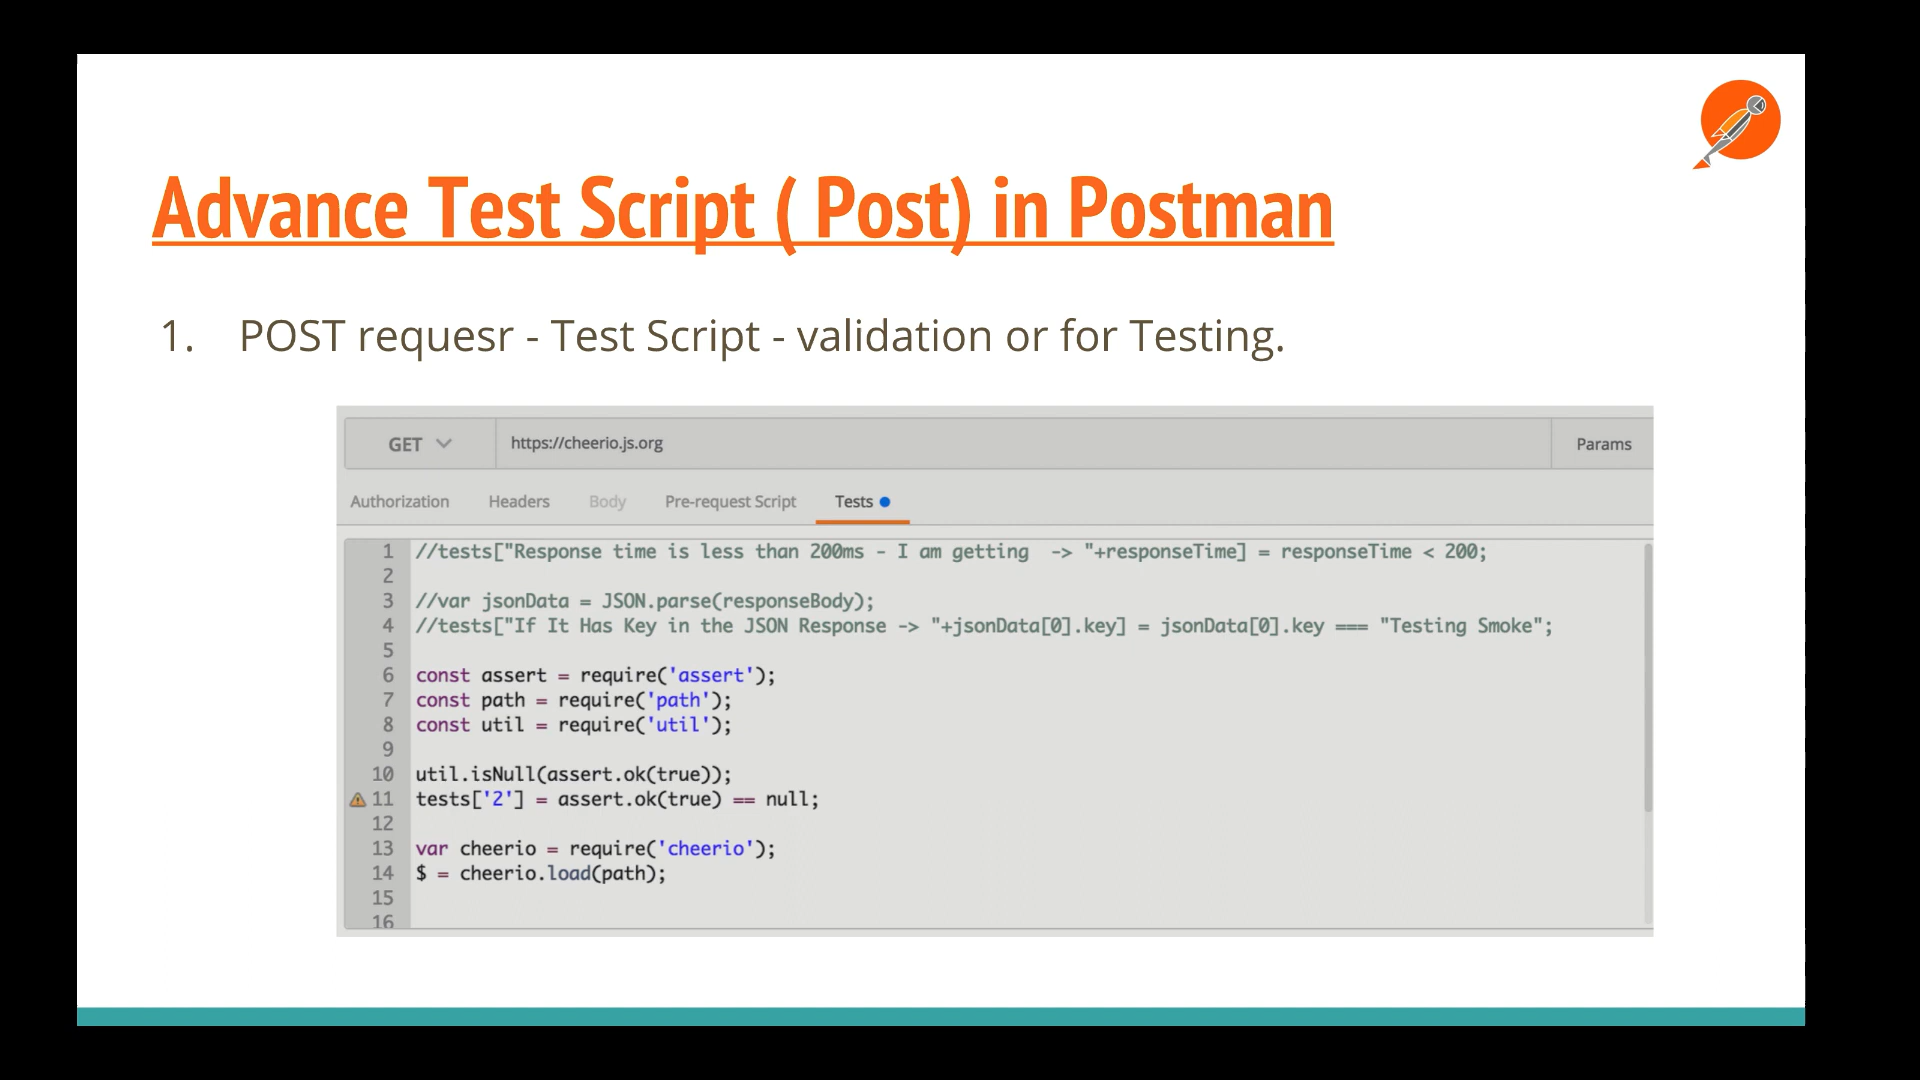 Advance Test Script ( Post) in Postman
1. POST requesr - Test Script - validation or for Testing.
GET https://cheerio.js.org Params
Authorization Headers Body Pre-request Script Tests
1 //tests["Response time is less than 200ms - I am getting  -> "+responseTime] = responseTime < 200;
2
3 //var jsonData = JSON.parse(responseBody);
4 //tests["If It Has Key in the JSON Response -> "+jsonData[0].key] = jsonData[0].key === "Testing Smoke";
5
6 const assert = require('assert');
7 const path = require('path');
8 const util = require('util');
9
10 util.isNull(assert.ok(true));
11 tests['2'] = assert.ok(true) == null;
12
13 var cheerio = require('cheerio');
14 $ = cheerio.load(path);
15
16